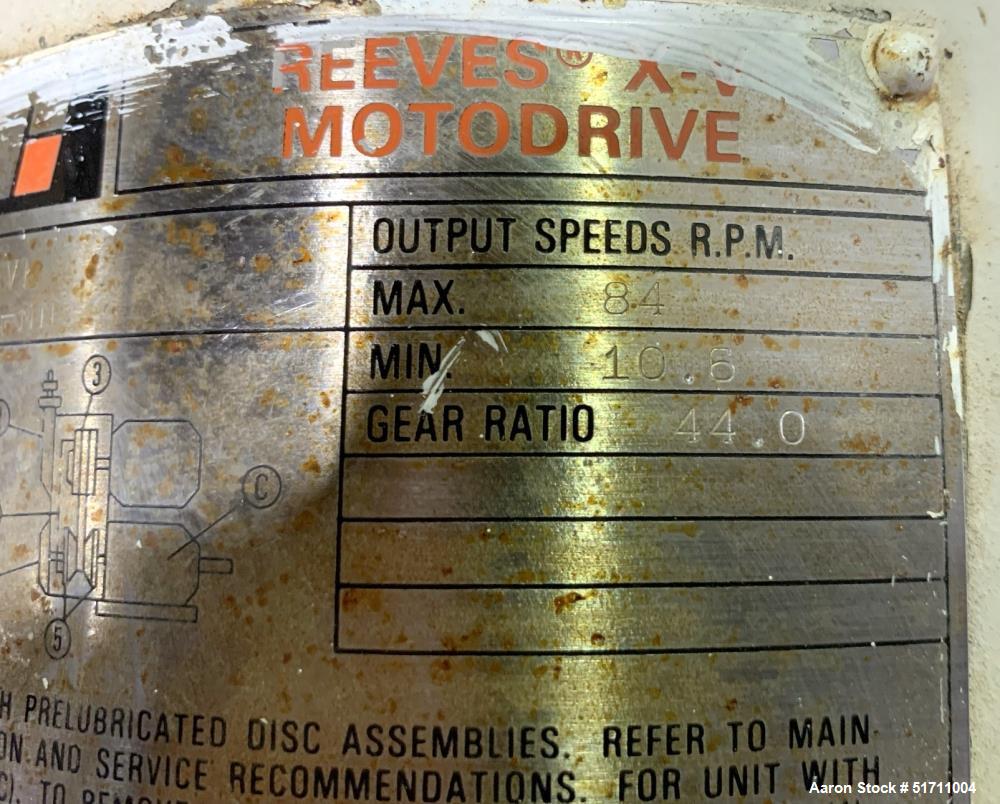 REEVES® X-
MOTODRIVE
OUTPUT SPEEDS R.P.M.
MAX. 84
MIN. 10.6
GEAR RATIO 44.0
3
C
5
PRELUBRICATED DISC ASSEMBLIES. REFER TO MAIN-
AND SERVICE RECOMMENDATIONS. FOR UNIT WITH
TO
Aaron Stock # 51711004